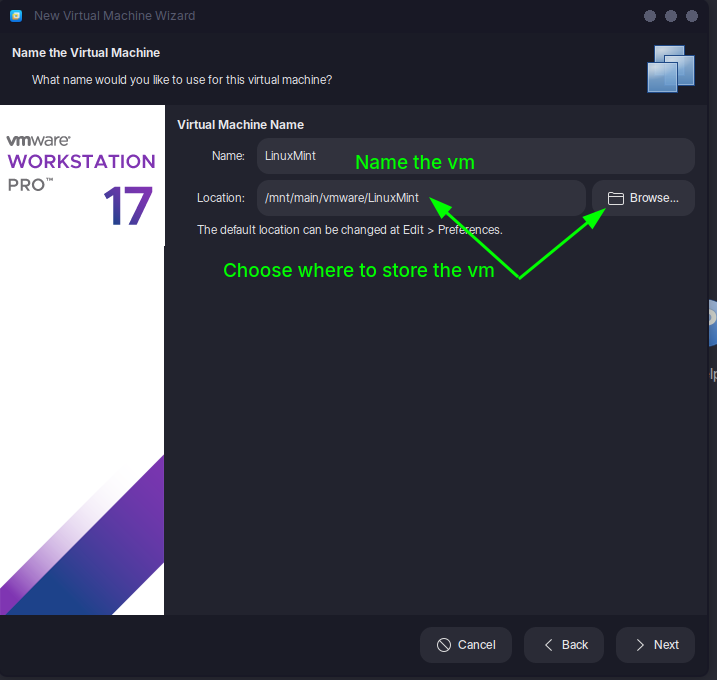 New Virtual Machine Wizard
Name the Virtual Machine
What name would you like to use for this virtual machine?
vmware®
WORKSTATION
PRO™
17
Virtual Machine Name
Name: LinuxMint
Name the vm
Location: /mnt/main/vmware/LinuxMint Browse...
The default location can be changed at Edit > Preferences.
Choose where to store the vm
Cancel Back Next